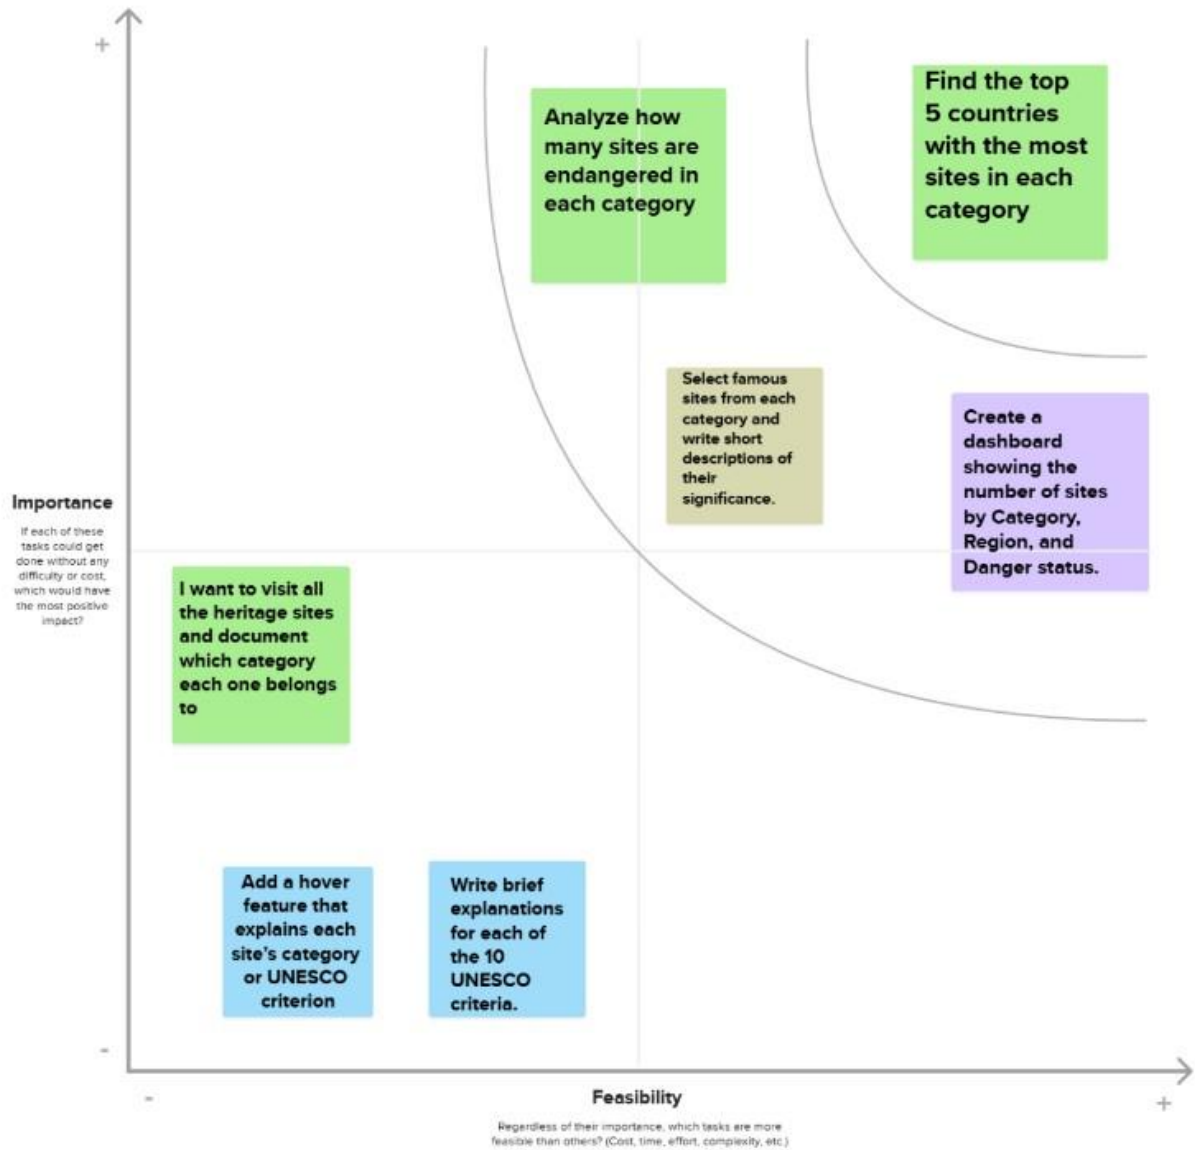 +
Analyze how
many sites are
endangered in
each category
Find the top
5 countries
with the most
sites in each
category
Select famous
sites from each
category and
write short
descriptions of
their
significance.
Create a
dashboard
showing the
number of sites
by Category,
Region, and
Danger status.
Importance
If each of these
tasks could get
done without any
difficulty or cost,
which would have
the most positive
impact?
I want to visit all
the heritage sites
and document
which category
each one belongs
to
Add a hover
feature that
explains each
site's category
or UNESCO
criterion
Write brief
explanations
for each of
the 10
UNESCO
criteria.
-
-
Feasibility
+
Regardless of their importance, which tasks are more
feasible than others? (Cost, time, effort, complexity, etc.)